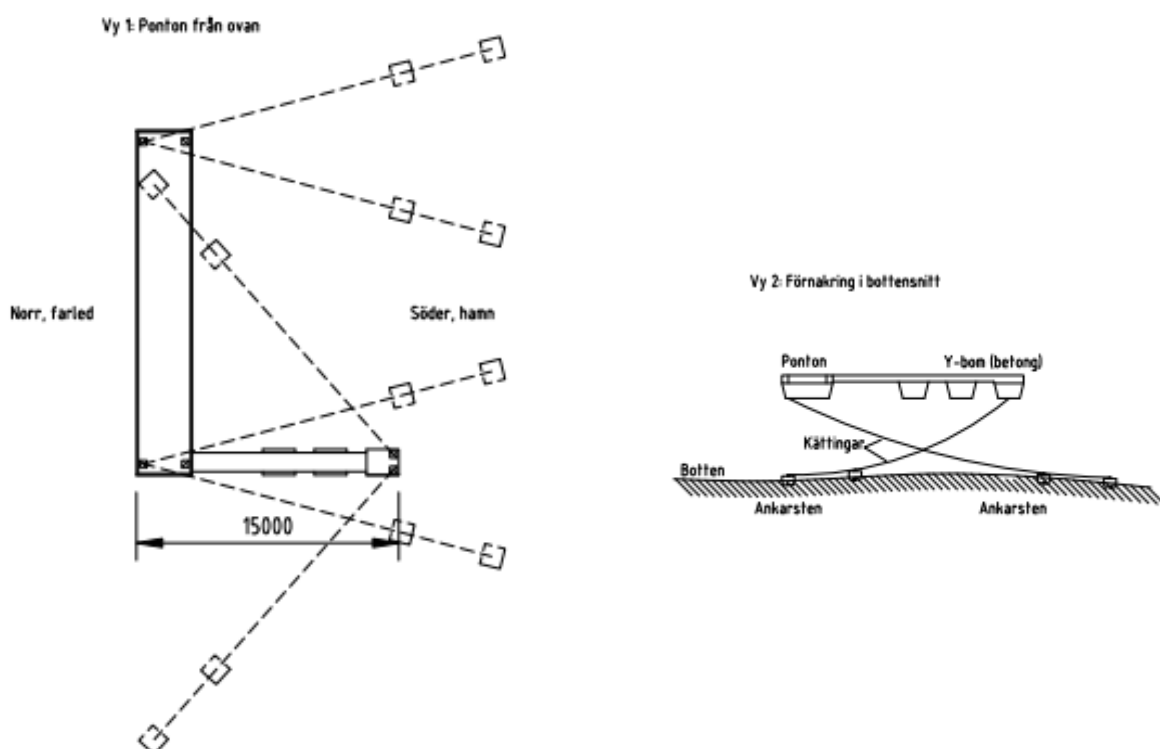 Vy 1: Ponton från ovan
Norr, farled
Söder, hamn
15000
Vy 2: Förnakring i bottensnitt
Ponton
Y-bom (betong)
Kättingar
Botten
Ankarsten
Ankarsten